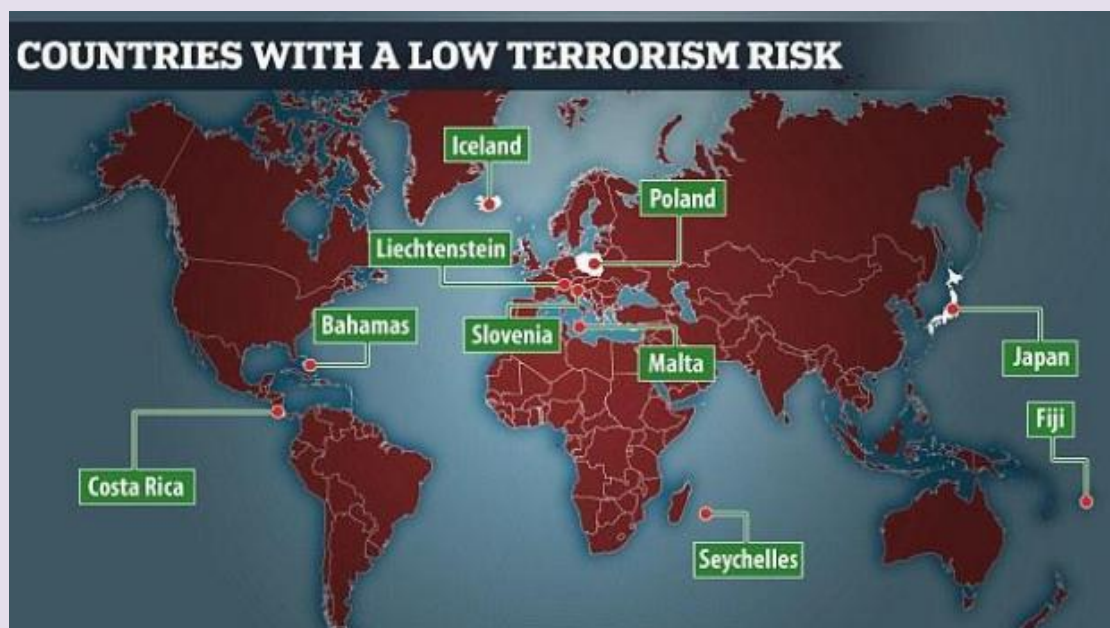 COUNTRIES WITH A LOW TERRORISM RISK
Iceland
Poland
Liechtenstein
Bahamas
Slovenia
Malta
Japan
Fiji
Costa Rica
Seychelles